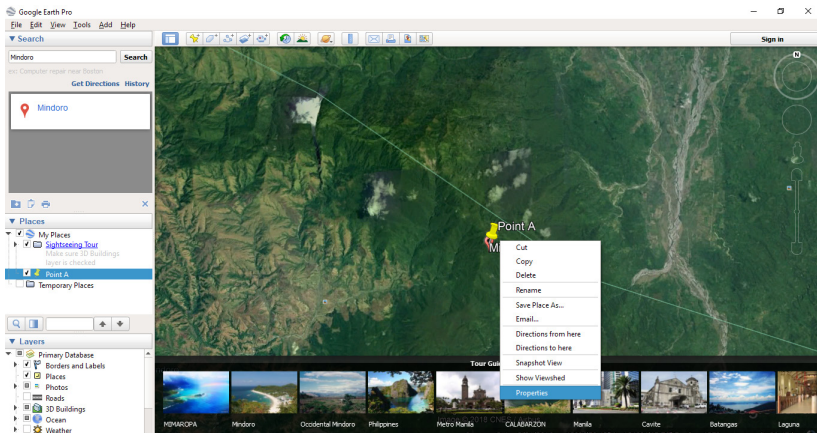 Google Earth Pro
File Edit View Tools Add Help
Search
Sign in
Mindoro
Search
ex: Computer repair near Boston
Get Directions History
Mindoro
N
Places
My Places
Sightseeing Tour
Make sure 3D Buildings
layer is checked
Point A
Temporary Places
Layers
Primary Database
Borders and Labels
Places
Photos
Roads
3D Buildings
Ocean
Weather
Point A
Mi
Cut
Copy
Delete
Rename
Save Place As...
Email...
Directions from here
Directions to here
Snapshot View
Show Viewshed
Properties
Tour Gui
MIMAROPA
Mindoro
Occidental Mindoro
Philippines
Metro Manila
CALABARZON
Manila
Cavite
Batangas
Laguna